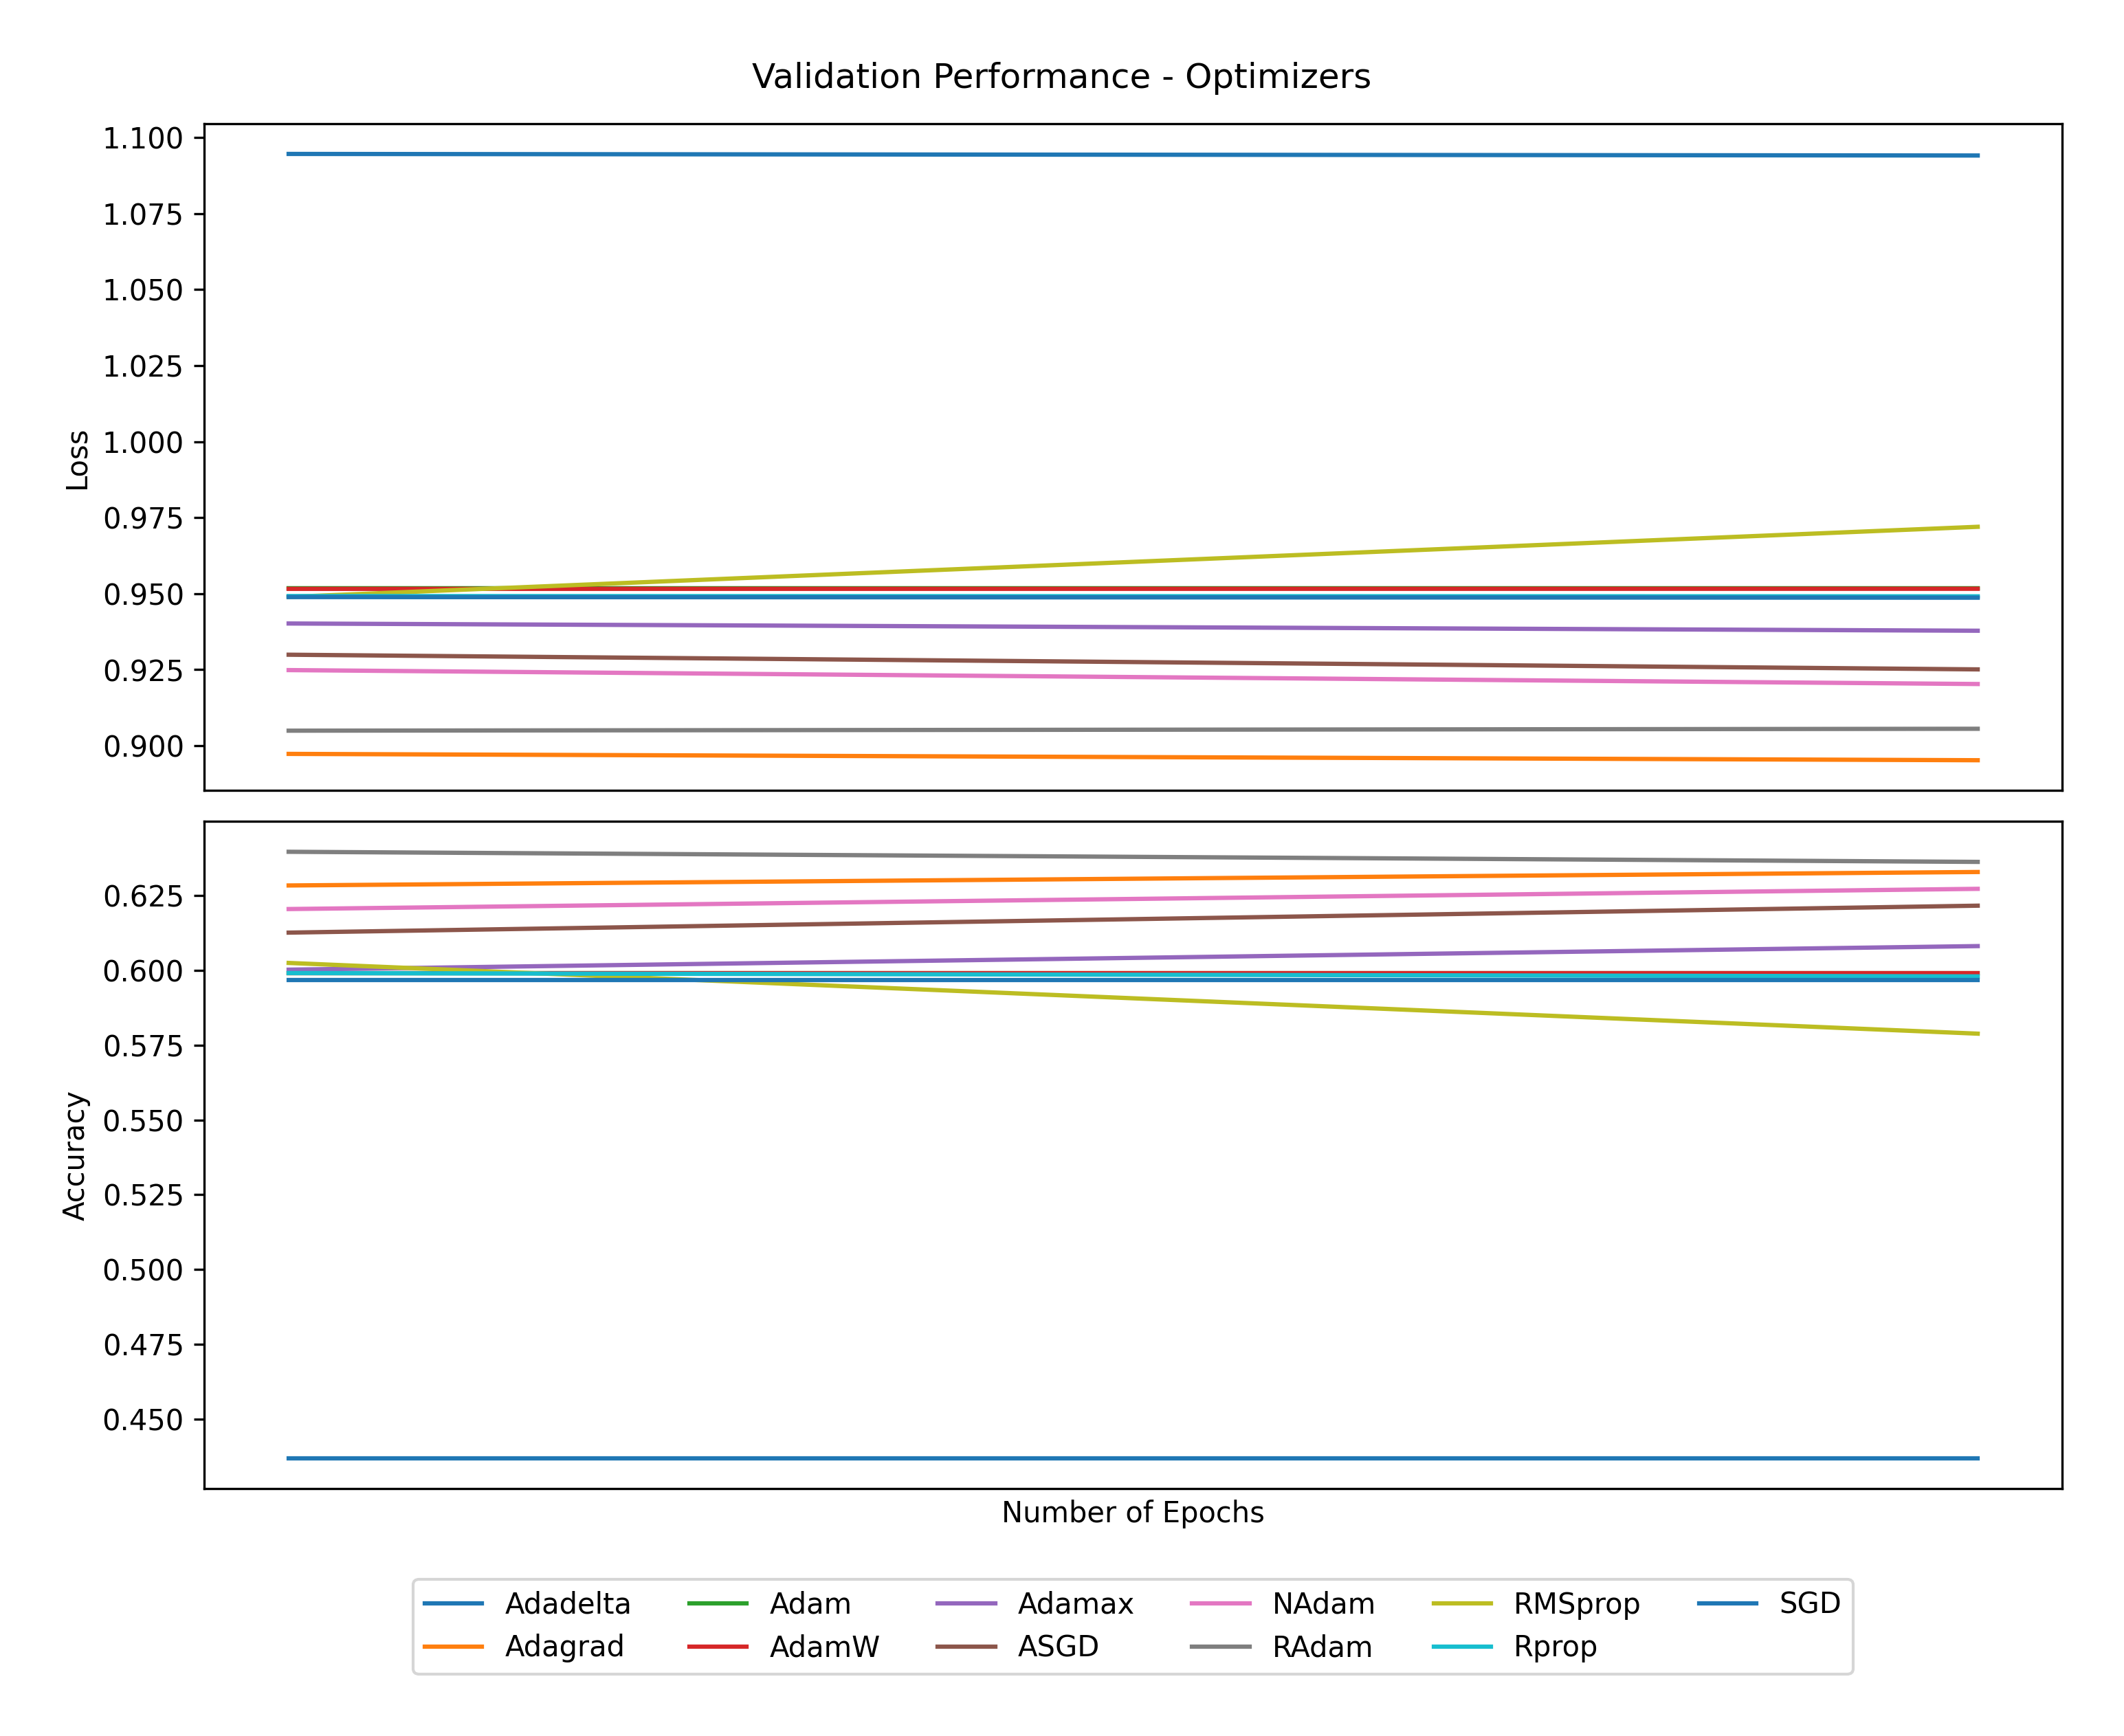 Validation Performance - Optimizers
1.100
1.075
1.050
1.025
1.000
0.975
0.950
0.925
0.900
Loss
0.625
0.600
0.575
0.550
0.525
0.500
0.475
0.450
Accuracy
Number of Epochs
Adadelta Adam Adamax NAdam RMSprop SGD
Adagrad AdamW ASGD RAdam Rprop